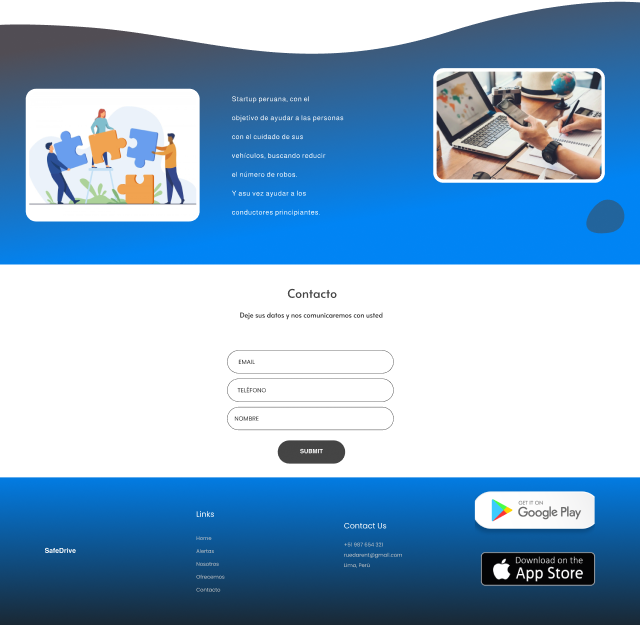 Startup peruana, con el
objetivo de ayudar a las personas
con el cuidado de sus
vehículos, buscando reducir
el número de robos.
Y asu vez ayudar a los
conductores principiantes.
Contacto
Deje sus datos y nos comunicaremos con usted
EMAIL
TELÉFONO
NOMBRE
SUBMIT
SafeDrive
Links
Home
Alertas
Nosotros
Ofrecemos
Contacto
Contact Us
+51 987 654 321
ruedarent@gmail.com
Lima, Perú
GET IT ON
Google Play
Download on the
App Store